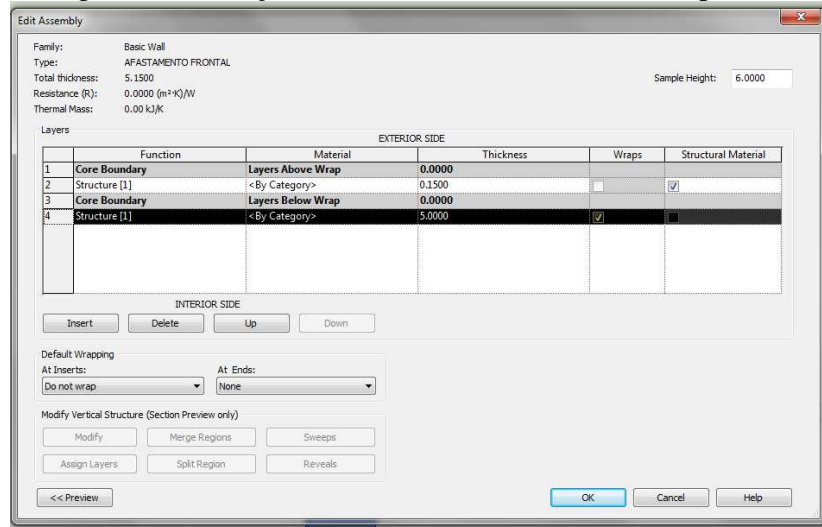 Edit Assembly
Family: Basic Wall
Type: AFASTAMENTO FRONTAL
Total thickness: 5.1500
Sample Height: 6.0000
Resistance (R): 0.0000 (m²·K)/W
Thermal Mass: 0.00 kJ/K
Layers
EXTERIOR SIDE
Function Material Thickness Wraps Structural Material
1 Core Boundary Layers Above Wrap 0.0000
2 Structure [1] <By Category> 0.1500
3 Core Boundary Layers Below Wrap 0.0000
4 Structure [1] <By Category> 5.0000
INTERIOR SIDE
Insert Delete Up Down
Default Wrapping
At Inserts: At Ends:
Do not wrap None
Modify Vertical Structure (Section Preview only)
Modify Merge Regions Sweeps
Assign Layers Split Region Reveals
<< Preview OK Cancel Help